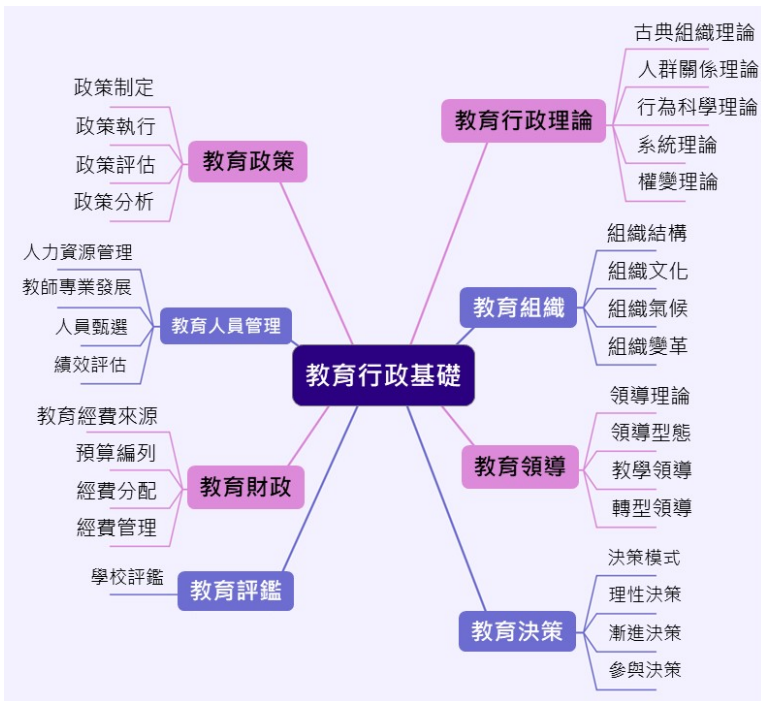 教育行政基礎
教育行政理論
古典組織理論
人群關係理論
行為科學理論
系統理論
權變理論
教育組織
組織結構
組織文化
組織氣候
組織變革
教育領導
領導理論
領導型態
教學領導
轉型領導
教育決策
決策模式
理性決策
漸進決策
參與決策
教育政策
政策制定
政策執行
政策評估
政策分析
教育人員管理
人力資源管理
教師專業發展
人員甄選
績效評估
教育財政
教育經費來源
預算編列
經費分配
經費管理
教育評鑑
學校評鑑